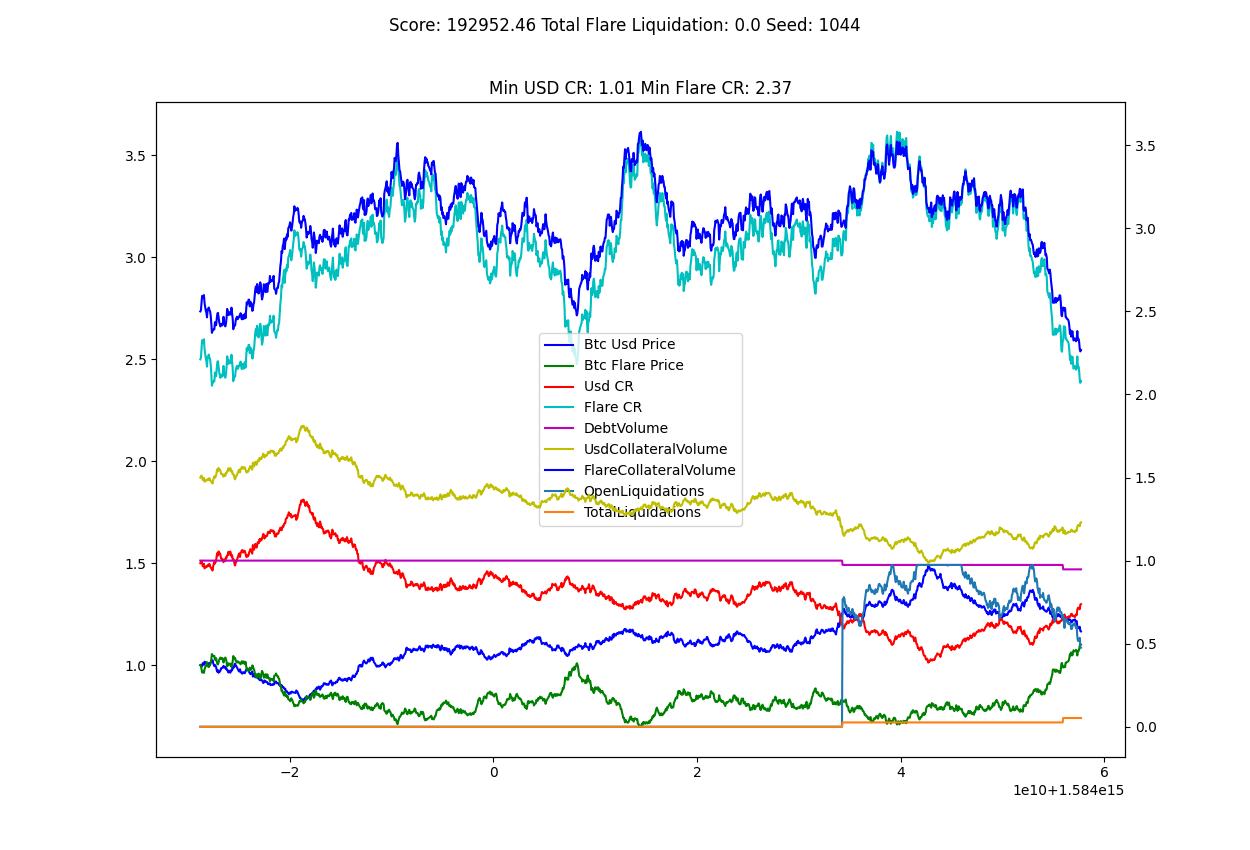 Score: 192952.46 Total Flare Liquidation: 0.0 Seed: 1044
Min USD CR: 1.01 Min Flare CR: 2.37
3.5
3.0
2.5
2.0
1.5
1.0
3.5
3.0
2.5
2.0
1.5
1.0
0.5
0.0
Btc Usd Price
Btc Flare Price
Usd CR
Flare CR
DebtVolume
UsdCollateralVolume
FlareCollateralVolume
OpenLiquidations
TotalLiquidations
−2 0 2 4 6
1e10+1.584e15